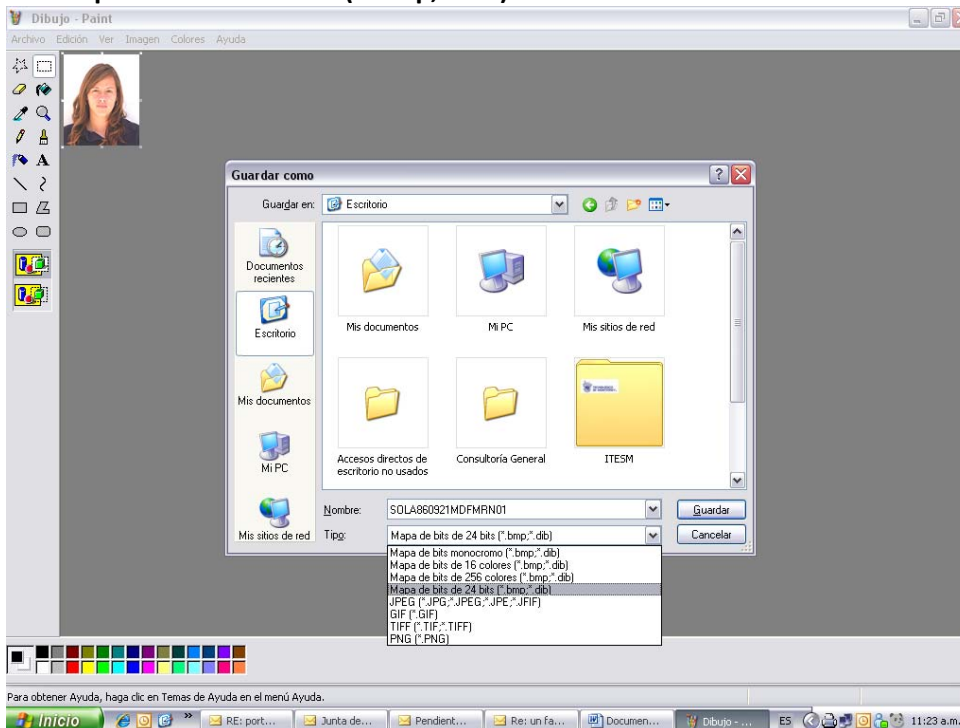 Dibujo - Paint
Archivo Edición Ver Imagen Colores Ayuda
Guardar como
Guardar en: Escritorio
Documentos recientes
Escritorio
Mis documentos
Mi PC
Mis sitios de red
Mis documentos
Mi PC
Mis sitios de red
Accesos directos de escritorio no usados
Consultoría General
ITESM
Nombre: SOLA860921MDFMRN01
Guardar
Tipo: Mapa de bits de 24 bits (*.bmp;*.dib)
Cancelar
Mapa de bits monocromo (*.bmp;*.dib)
Mapa de bits de 16 colores (*.bmp;*.dib)
Mapa de bits de 256 colores (*.bmp;*.dib)
Mapa de bits de 24 bits (*.bmp;*.dib)
JPEG (*.JPG;*.JPEG;*.JPE;*.JFIF)
GIF (*.GIF)
TIFF (*.TIF;*.TIFF)
PNG (*.PNG)
Para obtener Ayuda, haga clic en Temas de Ayuda en el menú Ayuda.
Inicio
RE: port...
Junta de...
Pendient...
Re: un fa...
Documen...
Dibujo - ...
ES
11:23 a.m.